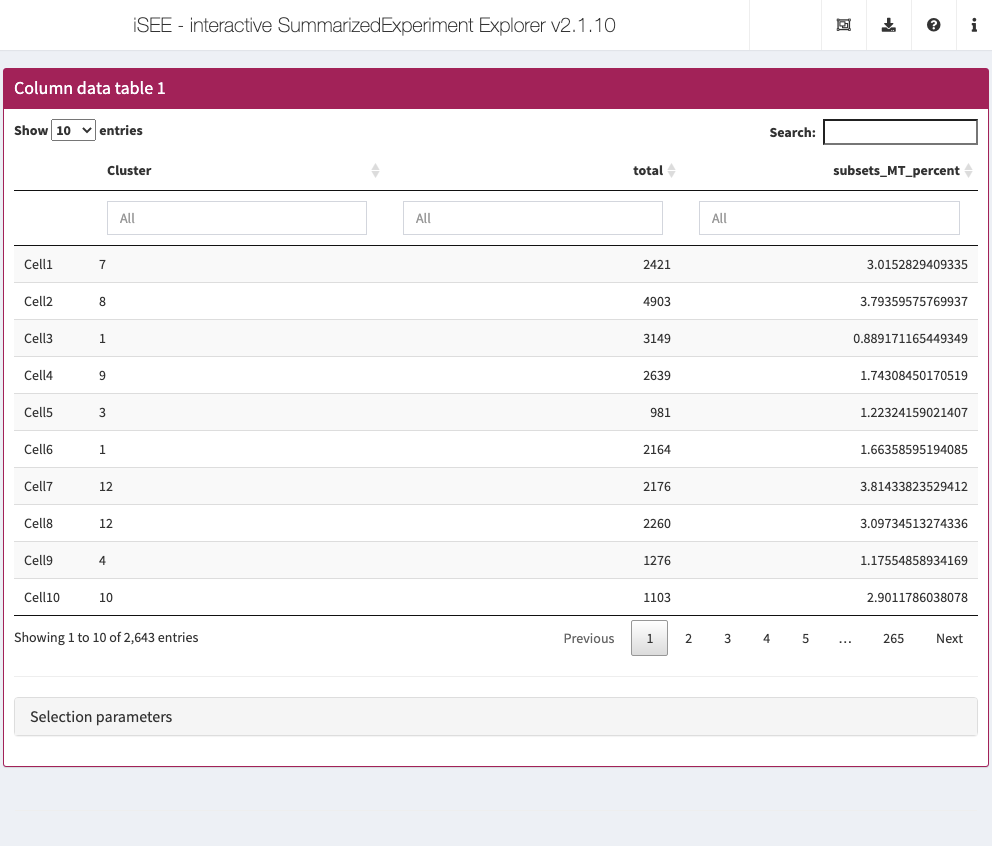 iSEE - interactive SummarizedExperiment Explorer v2.1.10
Column data table 1
Show 10 entries Search:
Cluster total subsets_MT_percent
All All All
Cell1 7 2421 3.0152829409335
Cell2 8 4903 3.79359575769937
Cell3 1 3149 0.889171165449349
Cell4 9 2639 1.74308450170519
Cell5 3 981 1.22324159021407
Cell6 1 2164 1.66358595194085
Cell7 12 2176 3.81433823529412
Cell8 12 2260 3.09734513274336
Cell9 4 1276 1.17554858934169
Cell10 10 1103 2.9011786038078
Showing 1 to 10 of 2,643 entries Previous 1 2 3 4 5 … 265 Next
Selection parameters